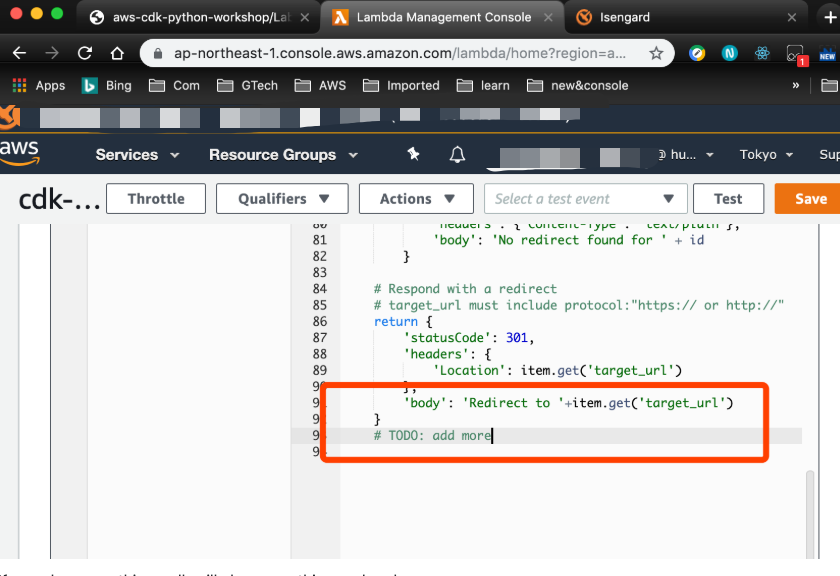 aws-cdk-python-workshop/La
Lambda Management Console
Isengard
ap-northeast-1.console.aws.amazon.com/lambda/home?region=a...
N
1
NEW
Apps
Bing
Com
GTech
AWS
Imported
learn
new&console
»
aws
Services
Resource Groups
@ hu...
Tokyo
Sup
cdk-...
Throttle
Qualifiers
Actions
Select a test event
Test
Save
80 'headers': {'Content-Type': 'text/plain'},
81 'body': 'No redirect found for ' + id
82 }
83
84 # Respond with a redirect
85 # target_url must include protocol:"https:// or http://"
86 return {
87 'statusCode': 301,
88 'headers': {
89 'Location': item.get('target_url')
9 },
9 'body': 'Redirect to '+item.get('target_url')
9 }
9 # TODO: add more
9